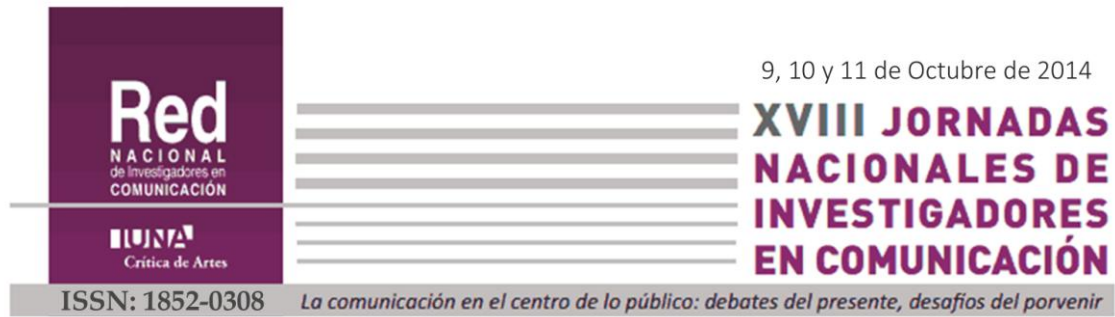 Red
NACIONAL
de Investigadores en
COMUNICACIÓN
IUNA
Crítica de Artes
9, 10 y 11 de Octubre de 2014
XVIII JORNADAS
NACIONALES DE
INVESTIGADORES
EN COMUNICACIÓN
ISSN: 1852-0308 La comunicación en el centro de lo público: debates del presente, desafíos del porvenir